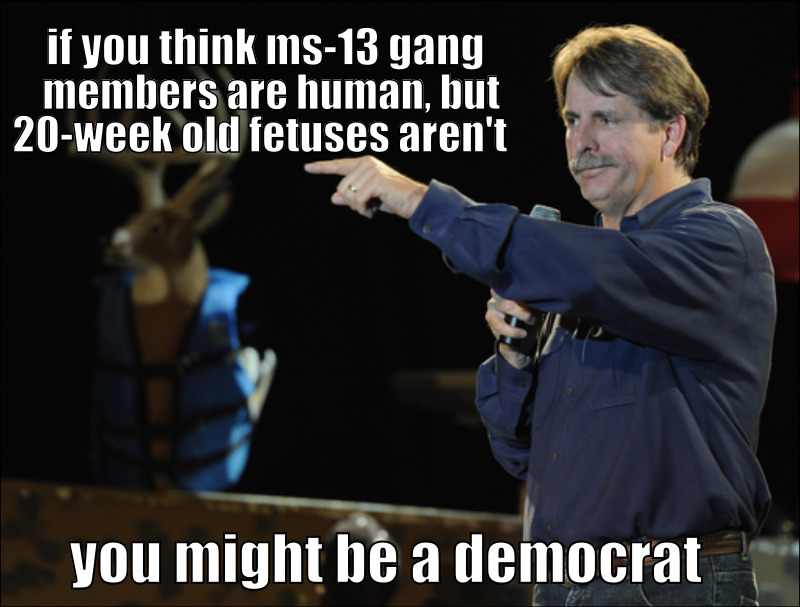 if you think ms-13 gang
members are human, but
20-week old fetuses aren't
you might be a democrat